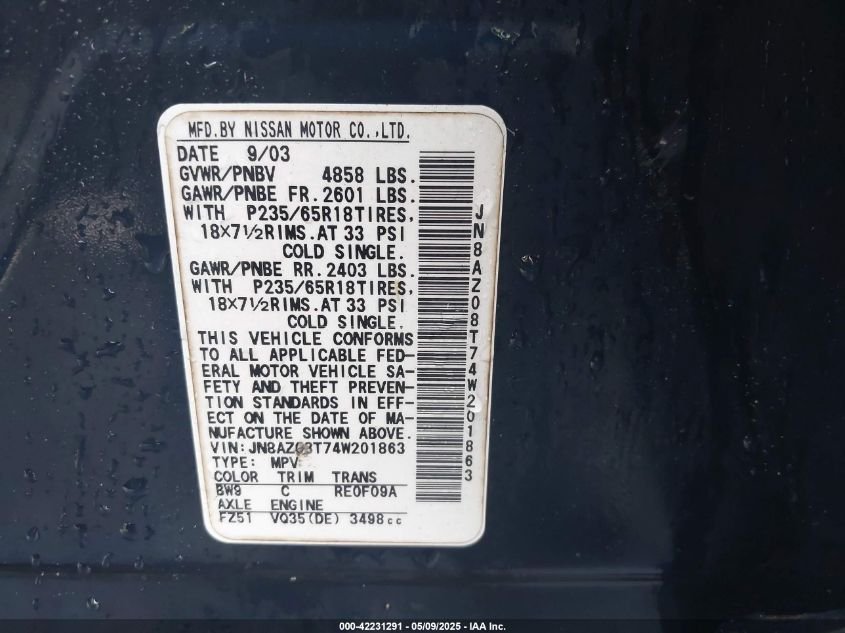 MFD.BY NISSAN MOTOR CO.,LTD.
DATE 9/03
GVWR/PNBV 4858 LBS.
GAWR/PNBE FR.2601 LBS.
WITH P235/65R18TIRES,
18×7½RIMS.AT 33 PSI
COLD SINGLE.
GAWR/PNBE RR.2403 LBS.
WITH P235/65R18TIRES,
18×7½RIMS.AT 33 PSI
COLD SINGLE.
THIS VEHICLE CONFORMS
TO ALL APPLICABLE FED-
ERAL MOTOR VEHICLE SA-
FETY AND THEFT PREVEN-
TION STANDARDS IN EFF-
ECT ON THE DATE OF MA-
NUFACTURE SHOWN ABOVE.
VIN:JN8AZ08T74W201863
TYPE: MPV
COLOR TRIM TRANS
BW9 C RE0F09A
AXLE ENGINE
FZ51 VQ35(DE) 3498cc
JN8AZ08T74W201863
000-42231291 - 05/09/2025 - IAA Inc.